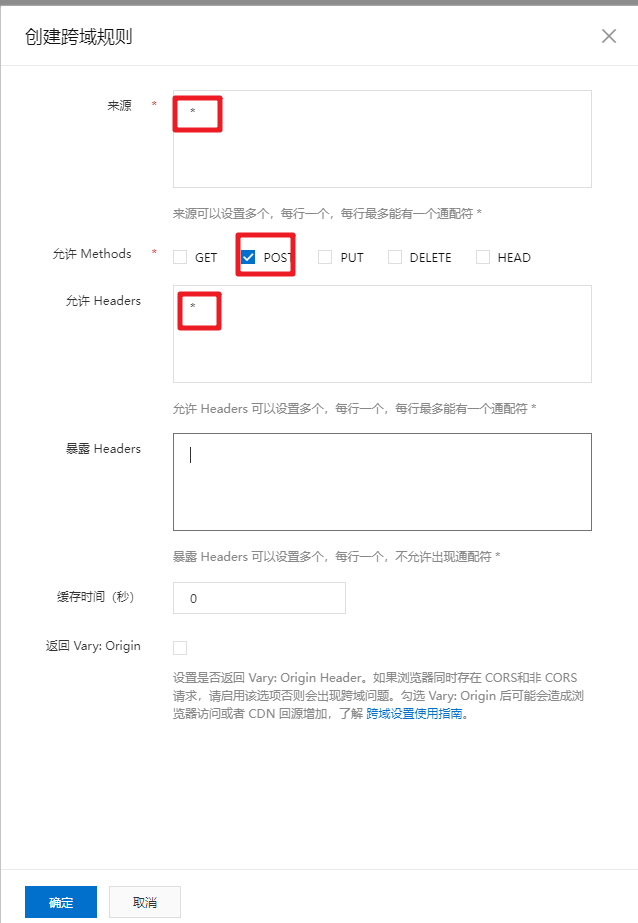 创建跨域规则
来源 *
*
来源可以设置多个，每行一个，每行最多能有一个通配符 *
允许 Methods * GET POST PUT DELETE HEAD
允许 Headers
*
允许 Headers 可以设置多个，每行一个，每行最多能有一个通配符 *
暴露 Headers
暴露 Headers 可以设置多个，每行一个，不允许出现通配符 *
缓存时间（秒） 0
返回 Vary: Origin
设置是否返回 Vary: Origin Header。如果浏览器同时存在 CORS和非 CORS
请求，请启用该选项否则会出现跨域问题。勾选 Vary: Origin 后可能会造成浏
览器访问或者 CDN 回源增加，了解 跨域设置使用指南。
确定 取消